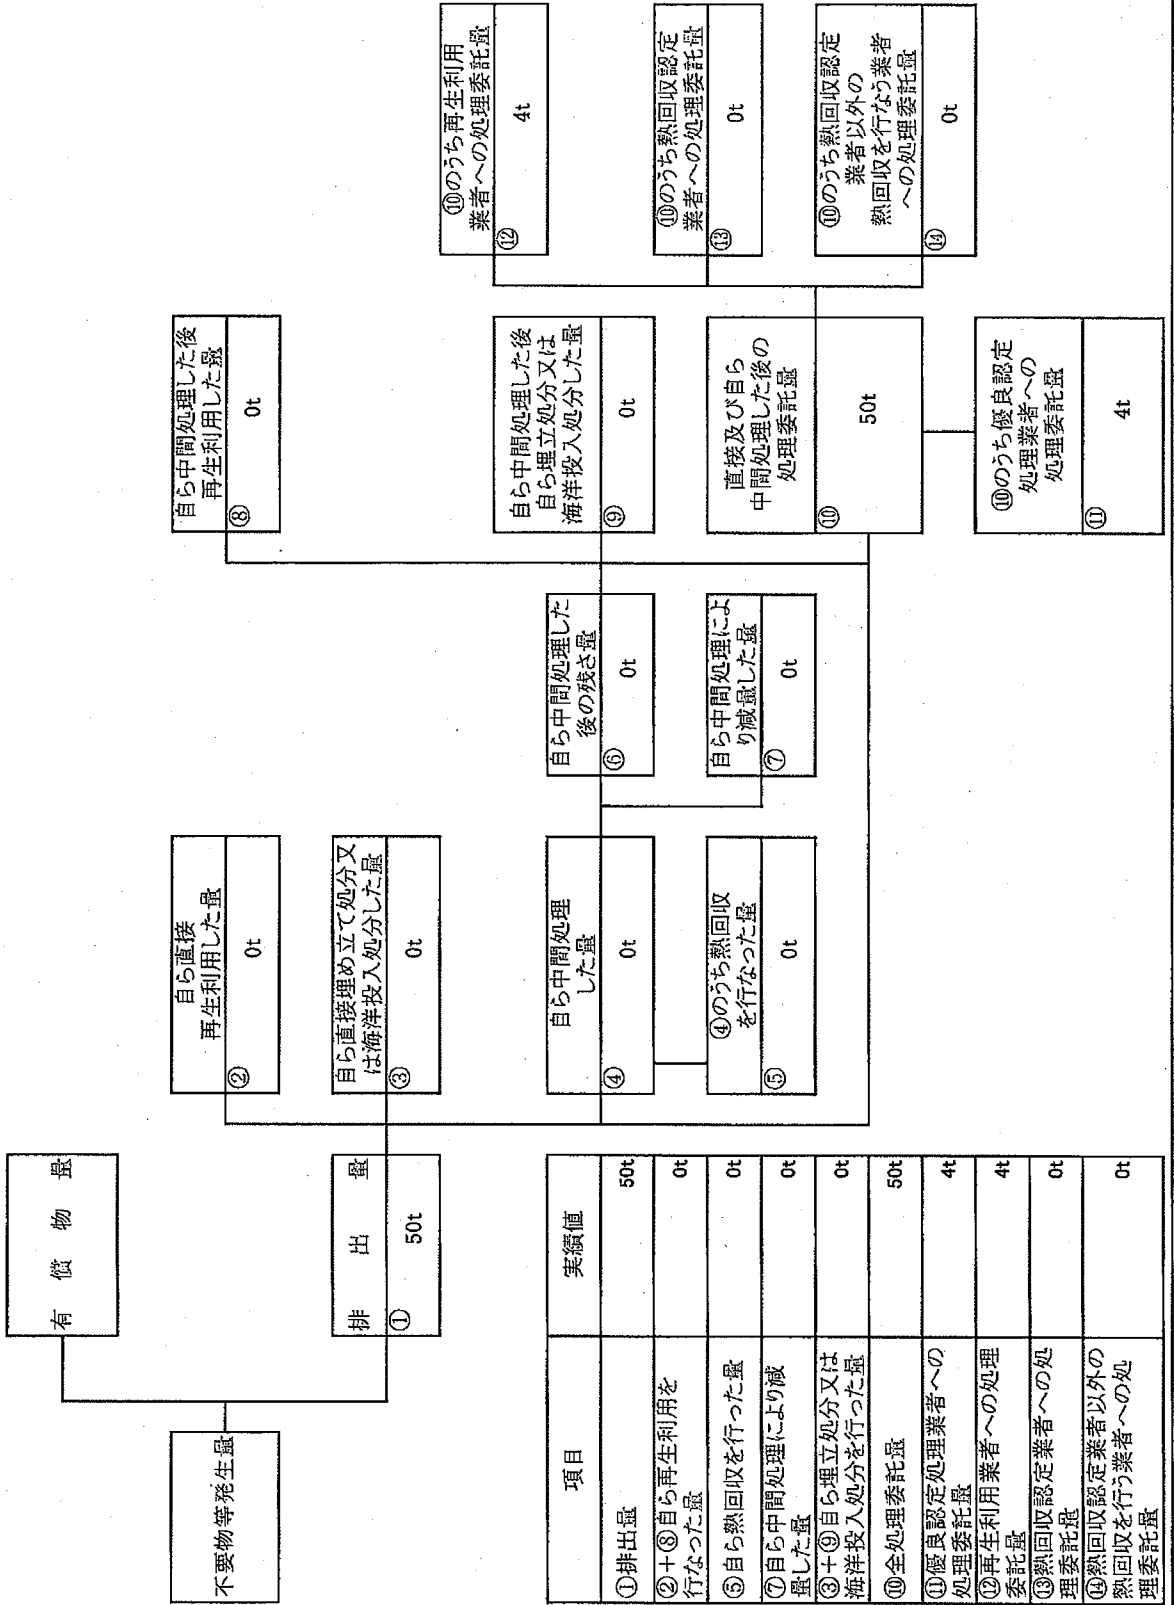 不要物等発生量
有償物量
排出量
①
50t
自ら直接
再生利用した量
②
0t
自ら直接埋め立て処分又
は海洋投入処分した量
③
0t
自ら中間処理
した量
④
0t
④のうち熱回収
を行なった量
⑤
0t
自ら中間処理した
後の残さ量
⑥
0t
自ら中間処理によ
り減量した量
⑦
0t
自ら中間処理した後
再生利用した量
⑧
0t
自ら中間処理した後
自ら埋立処分又は
海洋投入処分した量
⑨
0t
直接及び自ら
中間処理した後の
処理委託量
⑩
50t
⑩のうち優良認定
処理業者への
処理委託量
⑪
4t
⑩のうち再生利用
業者への処理委託量
⑫
4t
⑩のうち熱回収認定
業者への処理委託量
⑬
0t
⑩のうち熱回収認定
業者以外の
熱回収を行なう業者
への処理委託量
⑭
0t
項目 実績値
①排出量 50t
②+⑧自ら再生利用を 0t
行なった量
⑤自ら熱回収を行った量 0t
⑦自ら中間処理により減 0t
量した量
③+⑨自ら埋立処分又は 0t
海洋投入処分を行った量
⑩全処理委託量 50t
⑪優良認定処理業者への 4t
処理委託量
⑫再生利用業者への処理 4t
委託量
⑬熱回収認定業者への処 0t
理委託量
⑭熱回収認定業者以外の 0t
熱回収を行う業者への処
理委託量